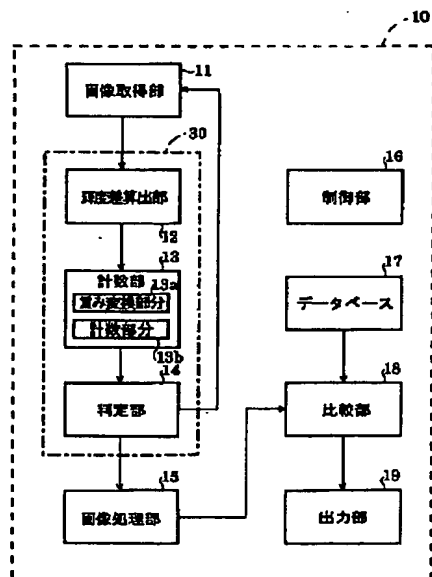 10
11
画像取得部
30
輝度差算出部
12
16
制御部
13
計数部
13a
重み変換部分
計数部分
13b
17
データベース
14
判定部
18
比較部
15
画像処理部
19
出力部